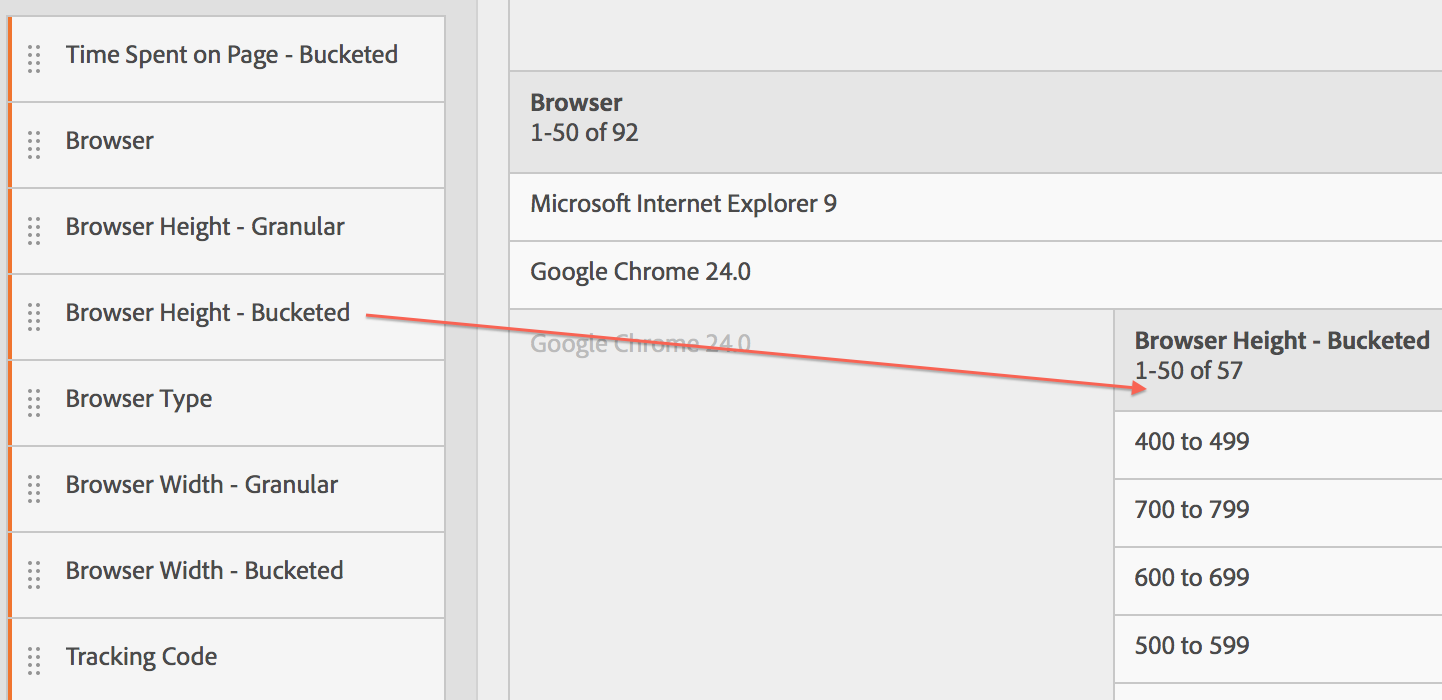 Time Spent on Page - Bucketed
Browser
Browser Height - Granular
Browser Height - Bucketed
Browser Type
Browser Width - Granular
Browser Width - Bucketed
Tracking Code
Browser
1-50 of 92
Microsoft Internet Explorer 9
Google Chrome 24.0
Google Chrome 24.0
Browser Height - Bucketed
1-50 of 57
400 to 499
700 to 799
600 to 699
500 to 599